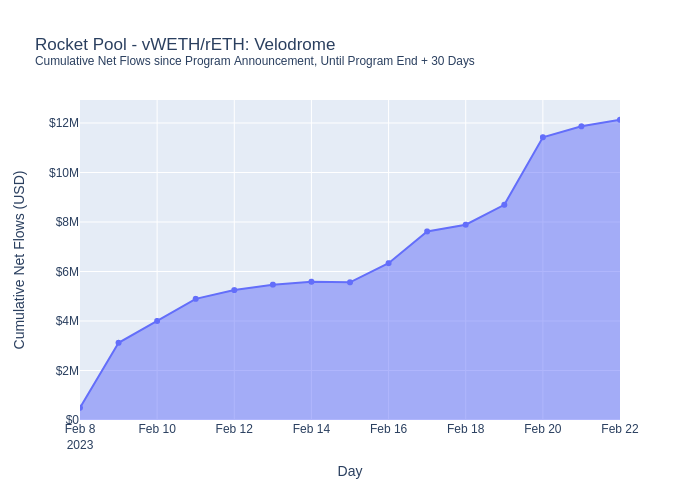 Rocket Pool - vWETH/rETH: Velodrome
Cumulative Net Flows since Program Announcement, Until Program End + 30 Days
Cumulative Net Flows (USD)
$12M
$10M
$8M
$6M
$4M
$2M
$0
Feb 8
2023
Feb 10
Feb 12
Feb 14
Feb 16
Feb 18
Feb 20
Feb 22
Day